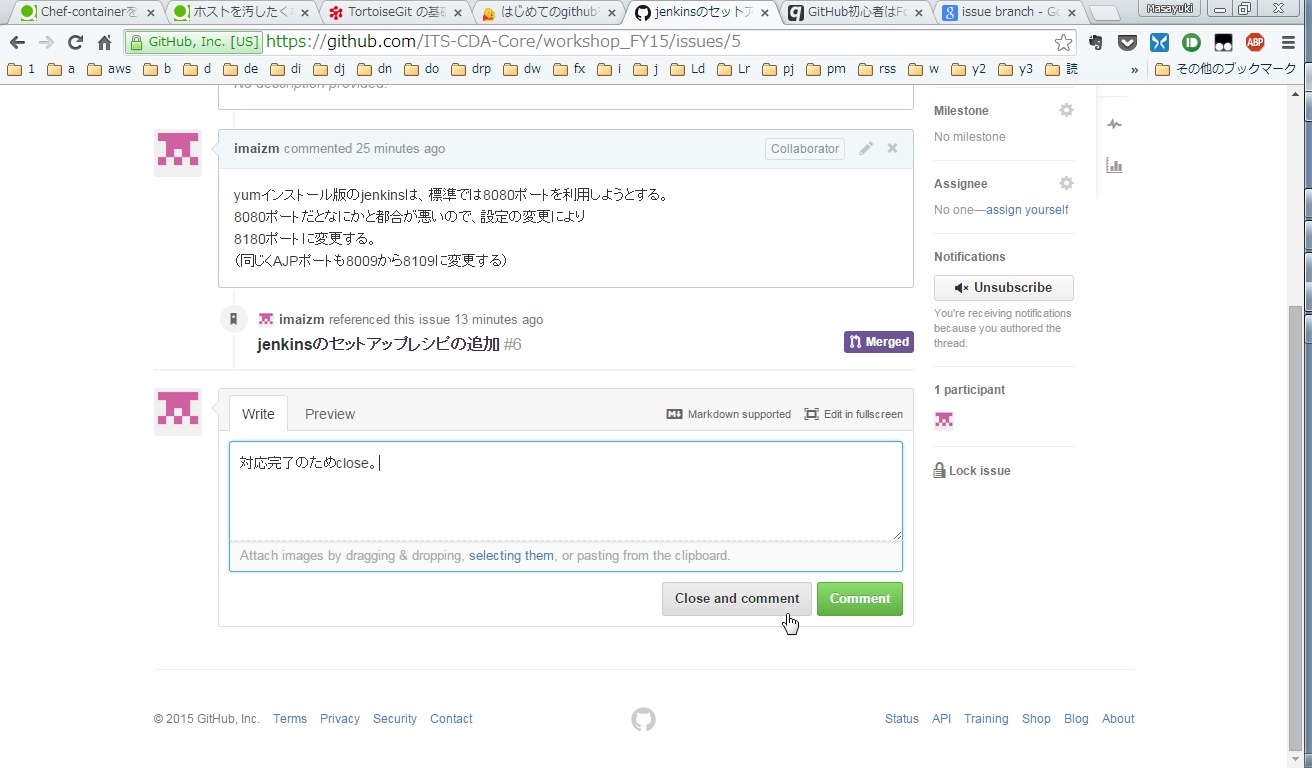 Chef-containerを
ホストを汚したくな
TortoiseGit の基礎
はじめてのgithub
jenkinsのセットア
GitHub初心者はFo
issue branch - Go
Masayuki
GitHub, Inc. [US] https://github.com/ITS-CDA-Core/workshop_FY15/issues/5
1 a aws b d de di dj dn do drp dw fx i j Ld Lr pj pm rss w y2 y3 読 » その他のブックマーク
No description provided.
imaizm commented 25 minutes ago
Collaborator
yumインストール版のjenkinsは、標準では8080ポートを利用しようとする。
8080ポートだとなにかと都合が悪いので、設定の変更により
8180ポートに変更する。
（同じくAJPポートも8009から8109に変更する）
imaizm referenced this issue 13 minutes ago
jenkinsのセットアップレシピの追加 #6
Merged
Write
Preview
Markdown supported
Edit in fullscreen
対応完了のためclose。
Attach images by dragging & dropping, selecting them, or pasting from the clipboard.
Close and comment
Comment
Milestone
No milestone
Assignee
No one—assign yourself
Notifications
Unsubscribe
You're receiving notifications
because you authored the
thread.
1 participant
Lock issue
© 2015 GitHub, Inc. Terms Privacy Security Contact
Status API Training Shop Blog About